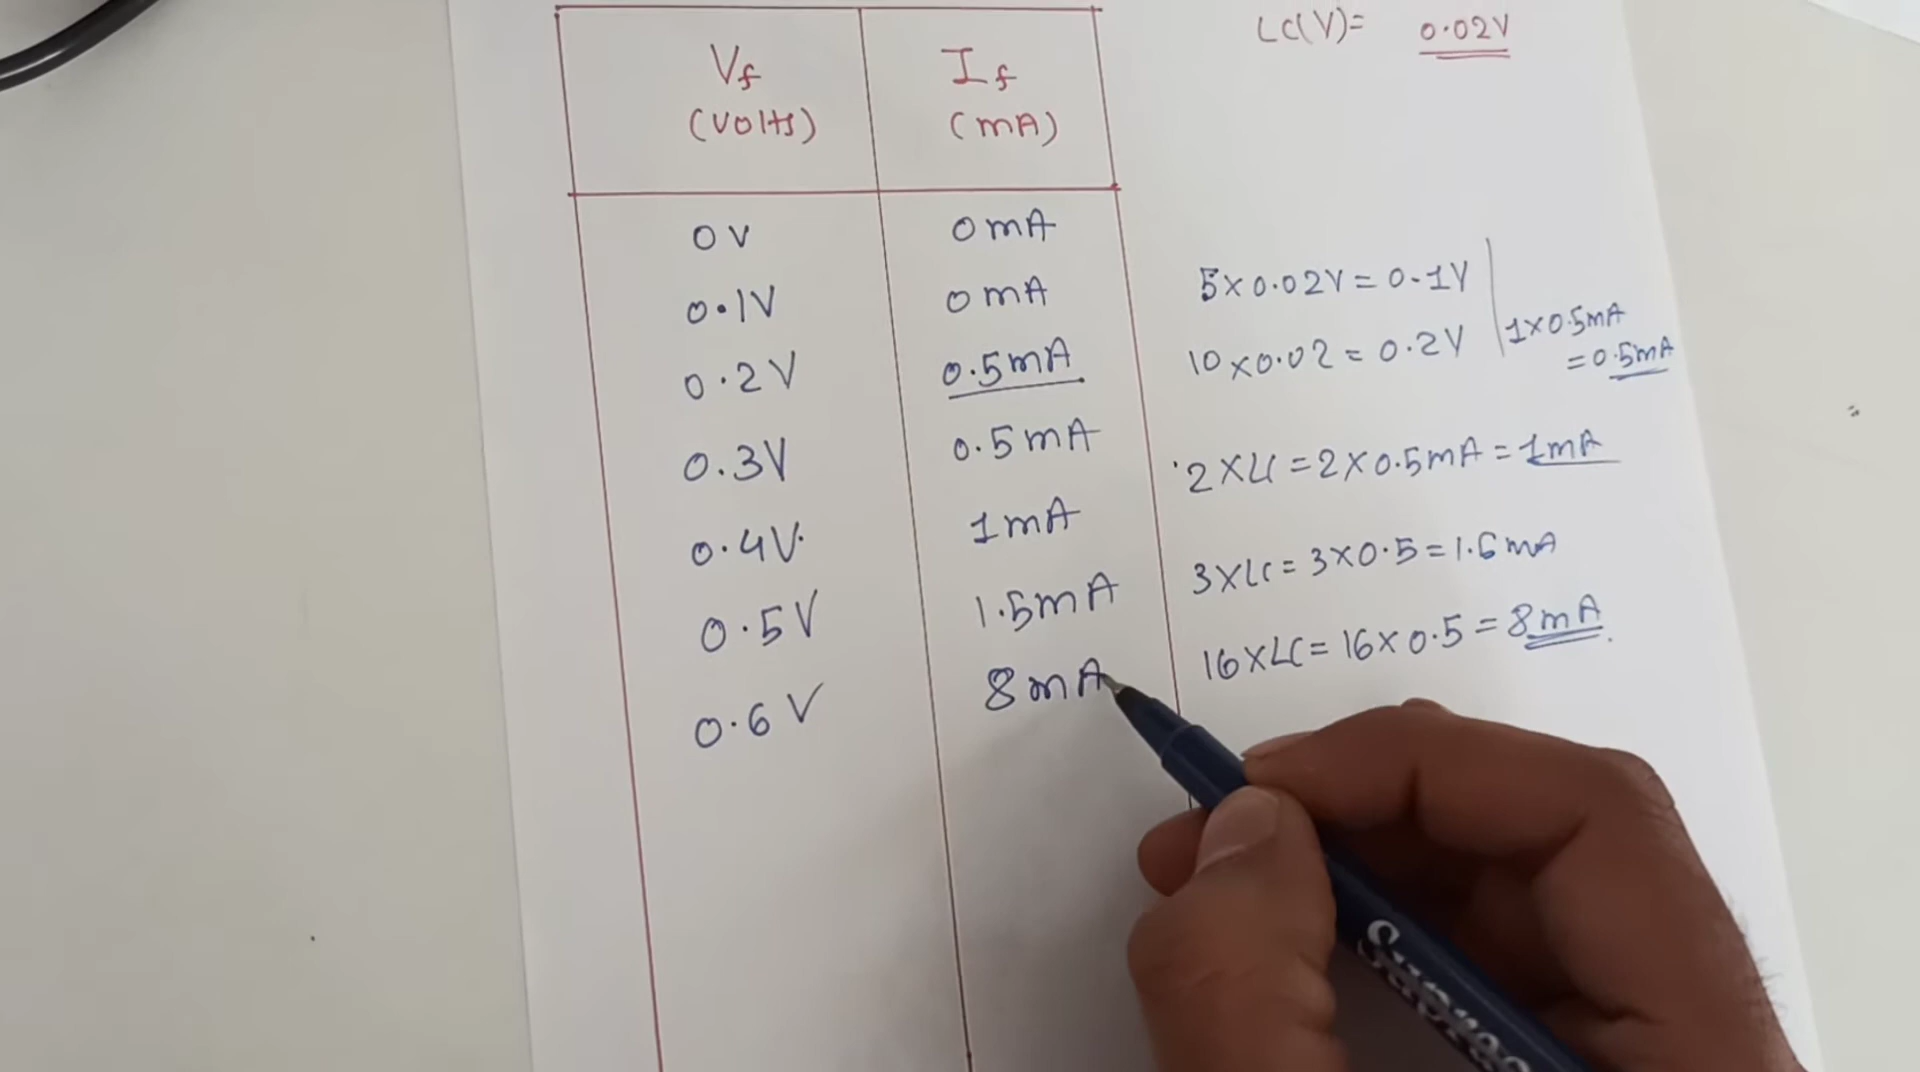 LC(V)= 0.02V
Vf If
(volts) (mA)
0V 0mA
0.1V 0mA
5×0.02V=0.1V
0.2V 0.5mA
10×0.02=0.2V
1×0.5mA
=0.5mA
0.3V 0.5mA
2×LC=2×0.5mA=1mA
0.4V 1mA
3×LC=3×0.5=1.5mA
0.5V 1.5mA
16×LC=16×0.5=8mA
0.6V 8mA